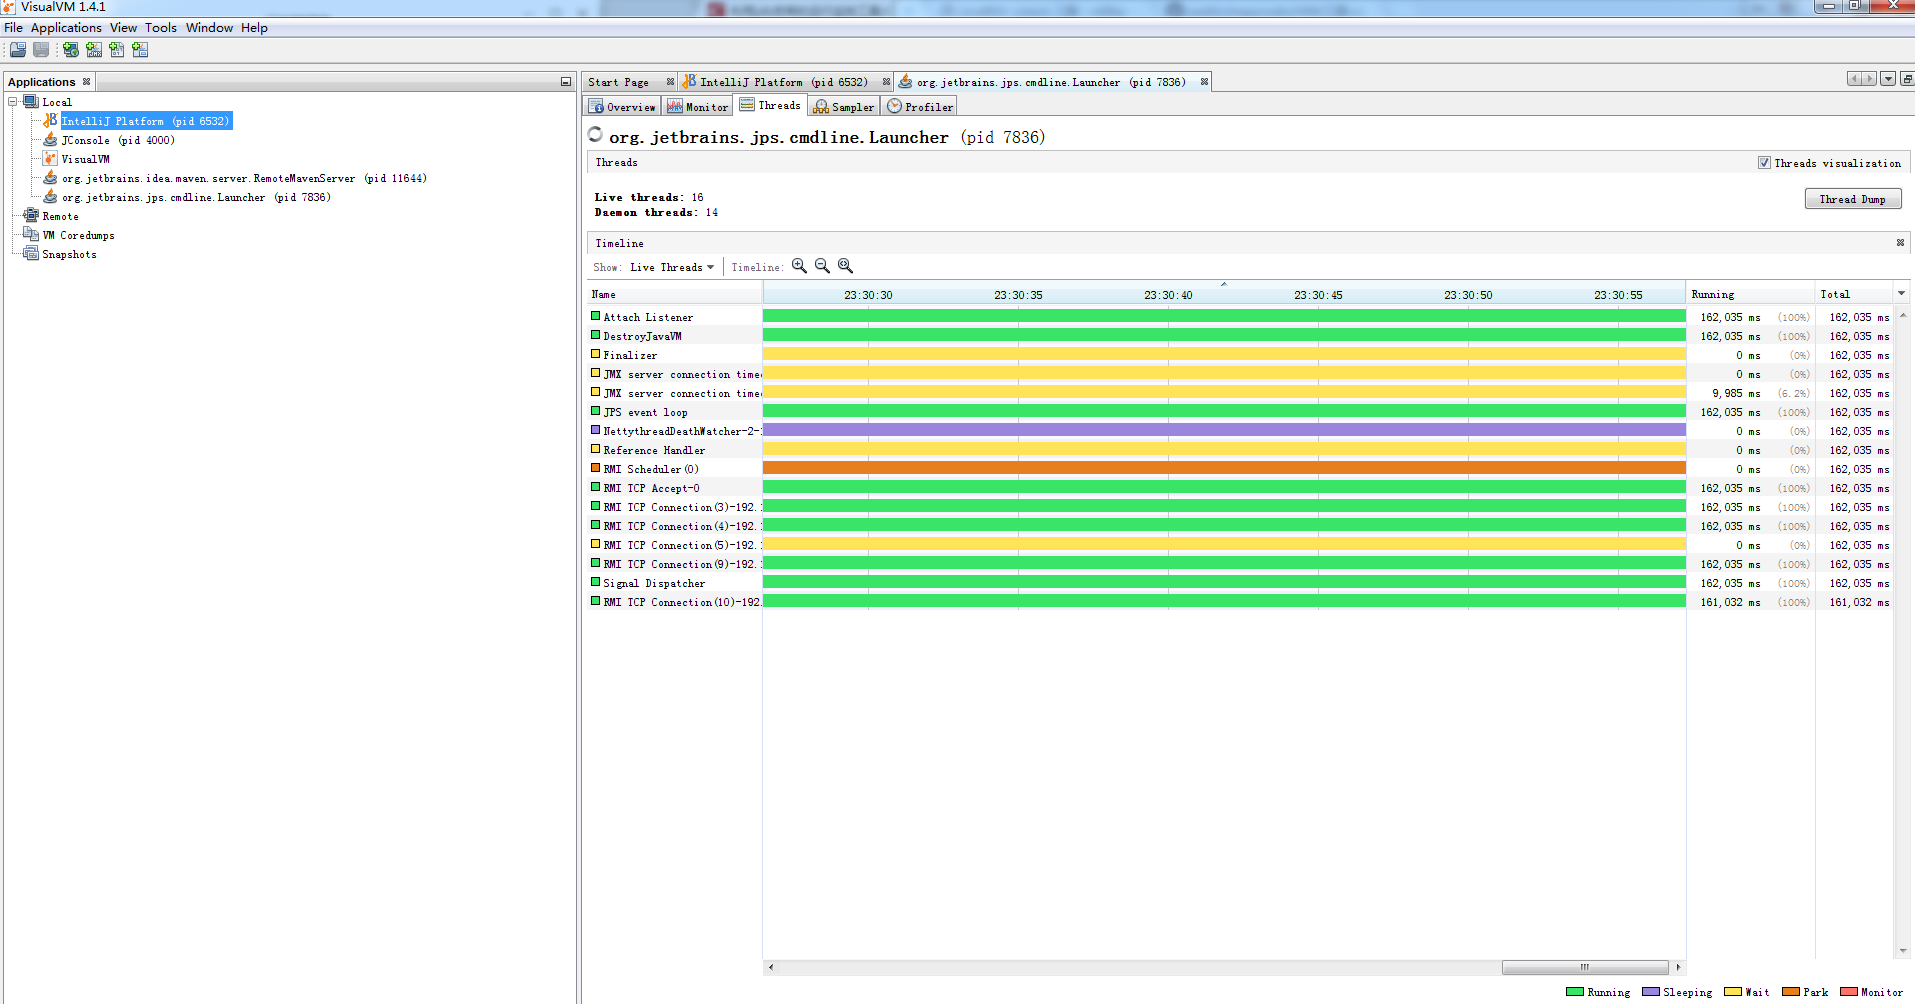 VisualVM 1.4.1
File Applications View Tools Window Help
Applications
Local
IntelliJ Platform (pid 6532)
JConsole (pid 4000)
VisualVM
org.jetbrains.idea.maven.server.RemoteMavenServer (pid 11644)
org.jetbrains.jps.cmdline.Launcher (pid 7836)
Remote
VM Coredumps
Snapshots
Start Page IntelliJ Platform (pid 6532) org.jetbrains.jps.cmdline.Launcher (pid 7836)
Overview Monitor Threads Sampler Profiler
org.jetbrains.jps.cmdline.Launcher (pid 7836)
Threads Threads visualization
Live threads: 16
Daemon threads: 14
Thread Dump
Timeline
Show: Live Threads Timeline:
Name 23:30:30 23:30:35 23:30:40 23:30:45 23:30:50 23:30:55 Running Total
Attach Listener 162,035 ms (100%) 162,035 ms
DestroyJavaVM 162,035 ms (100%) 162,035 ms
Finalizer 0 ms (0%) 162,035 ms
JMX server connection time 0 ms (0%) 162,035 ms
JMX server connection time 9,985 ms (6.2%) 162,035 ms
JPS event loop 162,035 ms (100%) 162,035 ms
NettythreadDeathWatcher-2- 0 ms (0%) 162,035 ms
Reference Handler 0 ms (0%) 162,035 ms
RMI Scheduler(0) 0 ms (0%) 162,035 ms
RMI TCP Accept-0 162,035 ms (100%) 162,035 ms
RMI TCP Connection(3)-192. 162,035 ms (100%) 162,035 ms
RMI TCP Connection(4)-192. 162,035 ms (100%) 162,035 ms
RMI TCP Connection(5)-192. 0 ms (0%) 162,035 ms
RMI TCP Connection(9)-192. 162,035 ms (100%) 162,035 ms
Signal Dispatcher 162,035 ms (100%) 162,035 ms
RMI TCP Connection(10)-192. 161,032 ms (100%) 161,032 ms
Running Sleeping Wait Park Monitor